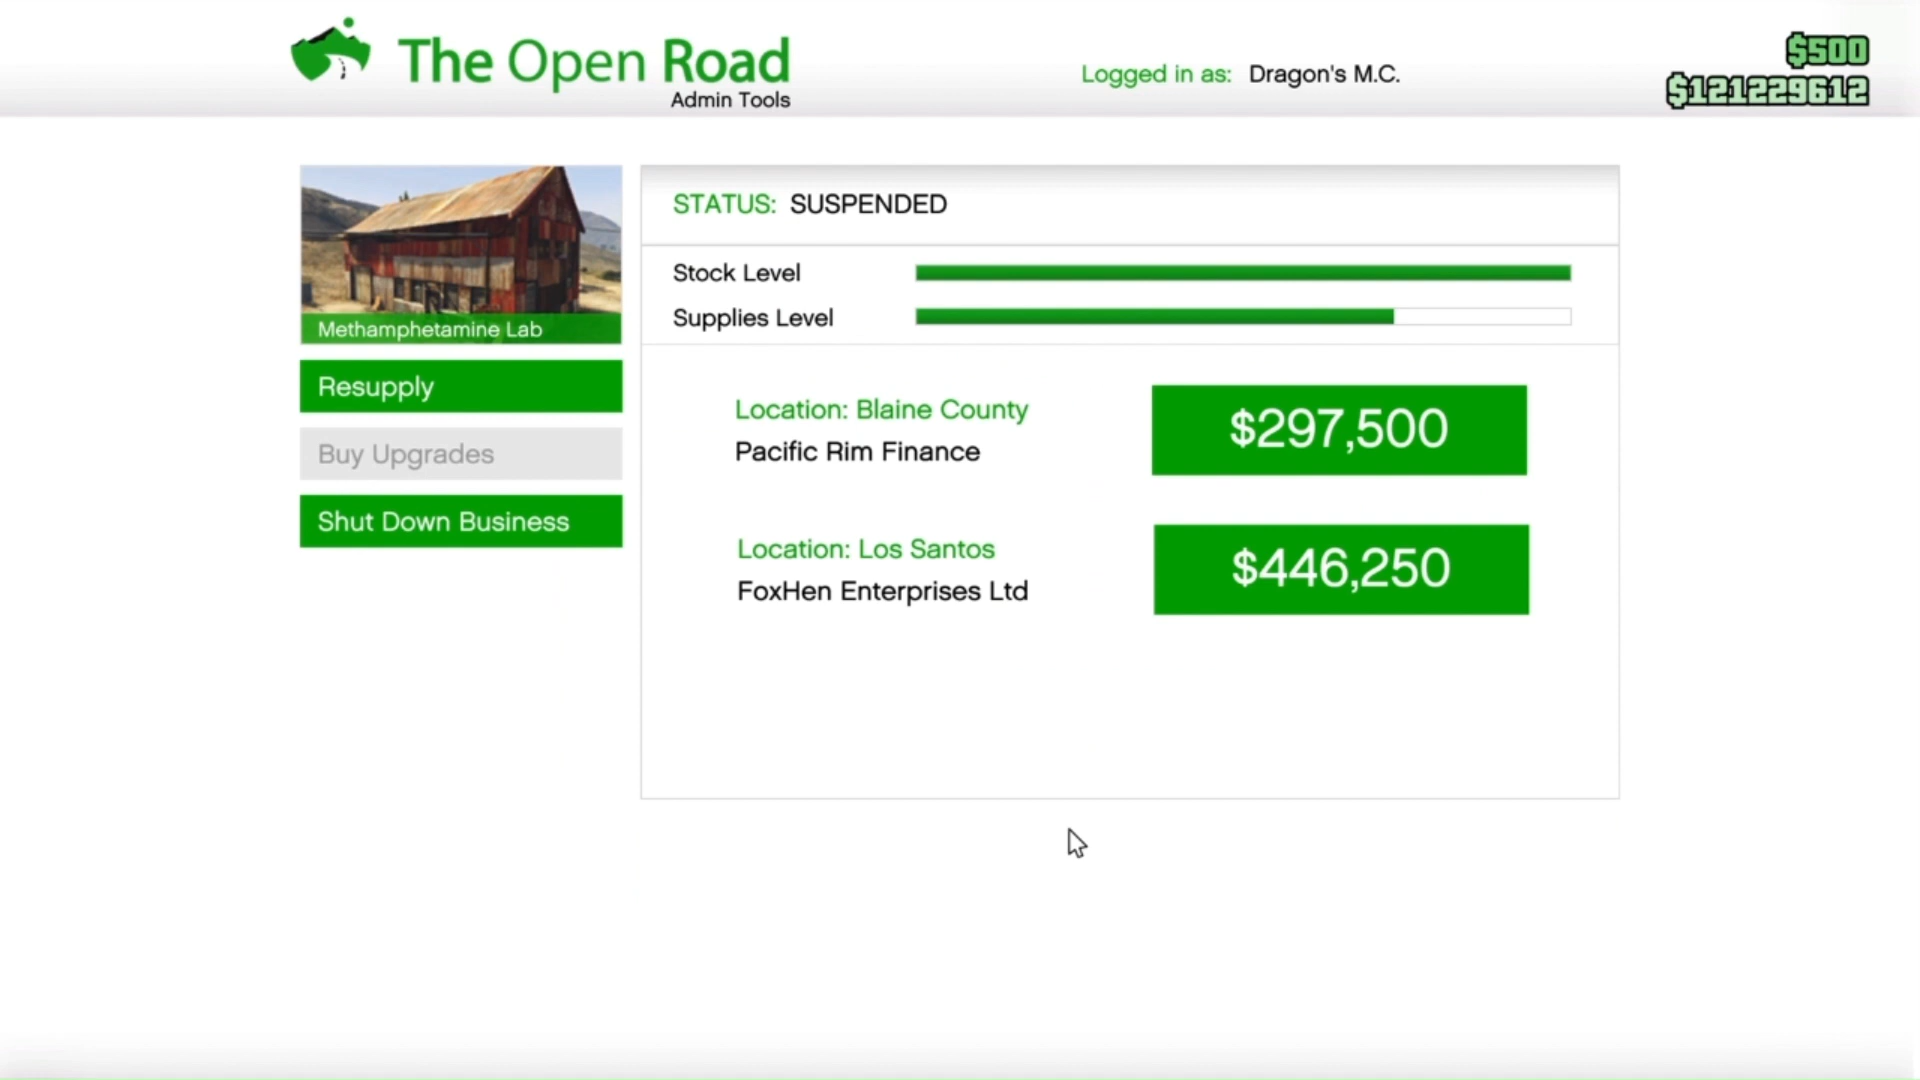 The Open Road
Admin Tools
Logged in as: Dragon's M.C.
$500
$121229612
Methamphetamine Lab
Resupply
Buy Upgrades
Shut Down Business
STATUS: SUSPENDED
Stock Level
Supplies Level
Location: Blaine County
Pacific Rim Finance
$297,500
Location: Los Santos
FoxHen Enterprises Ltd
$446,250